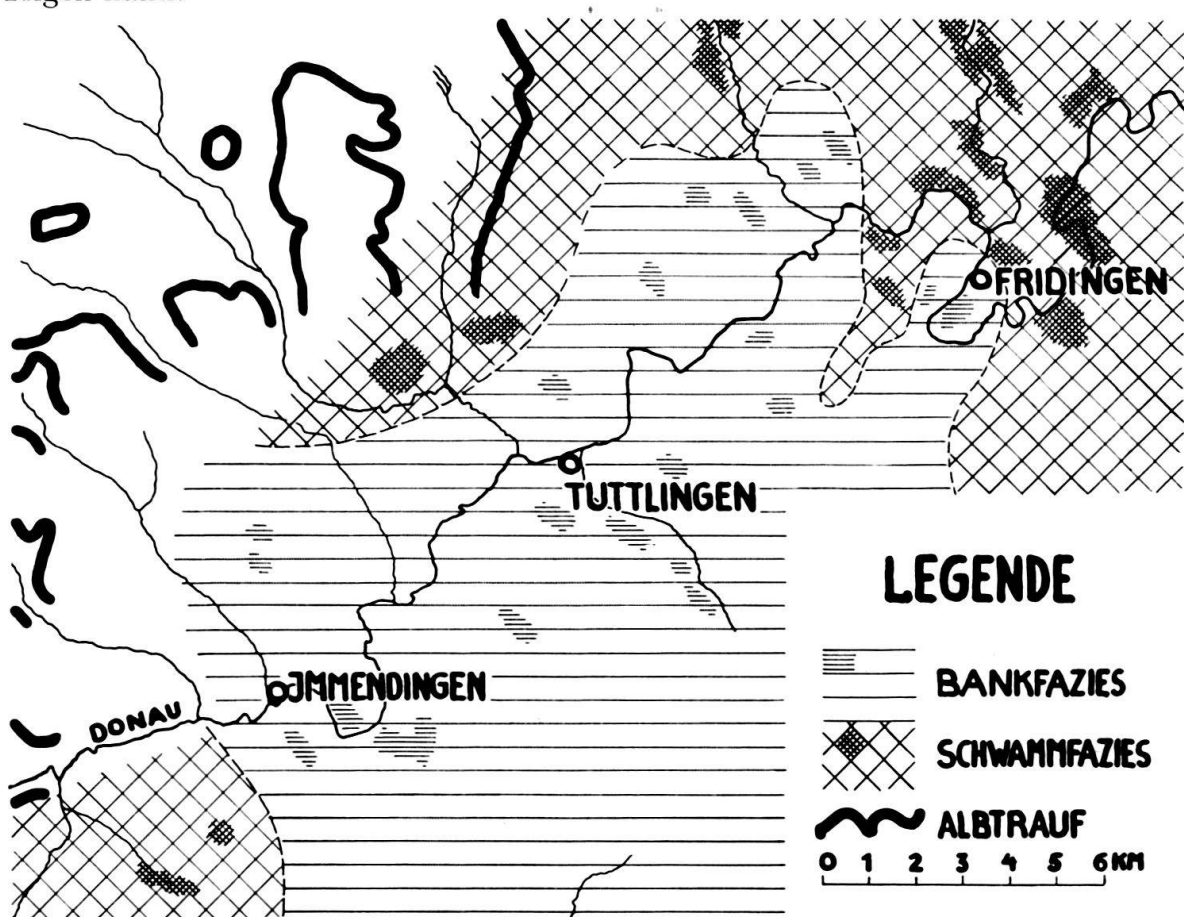 FRIDINGEN
TUTTLINGEN
JMMENDINGEN
DONAU
LEGENDE
BANKFAZIES
SCHWAMMFAZIES
ALBTRAUF
0 1 2 3 4 5 6 KM